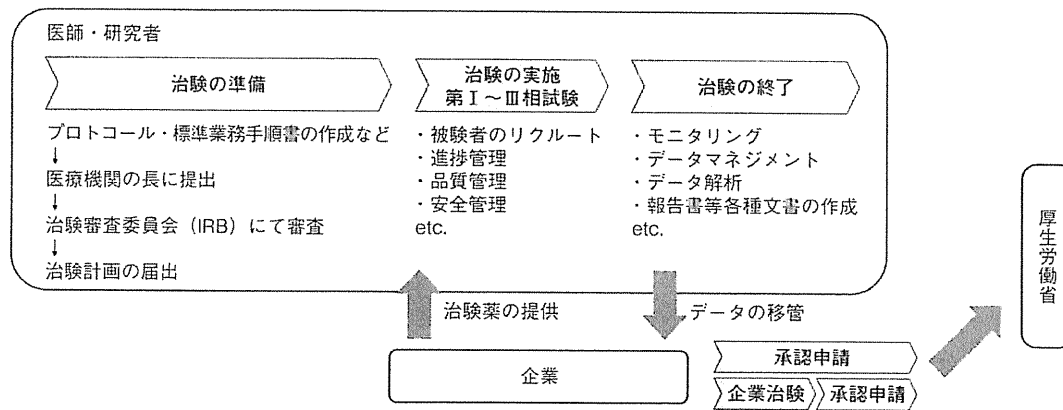 医師・研究者
治験の準備
プロトコール・標準業務手順書の作成など
↓
医療機関の長に提出
↓
治験審査委員会（IRB）にて審査
↓
治験計画の届出
治験の実施
第Ⅰ～Ⅲ相試験
・被験者のリクルート
・進捗管理
・品質管理
・安全管理
etc.
治験の終了
・モニタリング
・データマネジメント
・データ解析
・報告書等各種文書の作成
etc.
治験薬の提供
データの移管
企業
承認申請
企業治験
承認申請
厚生労働省